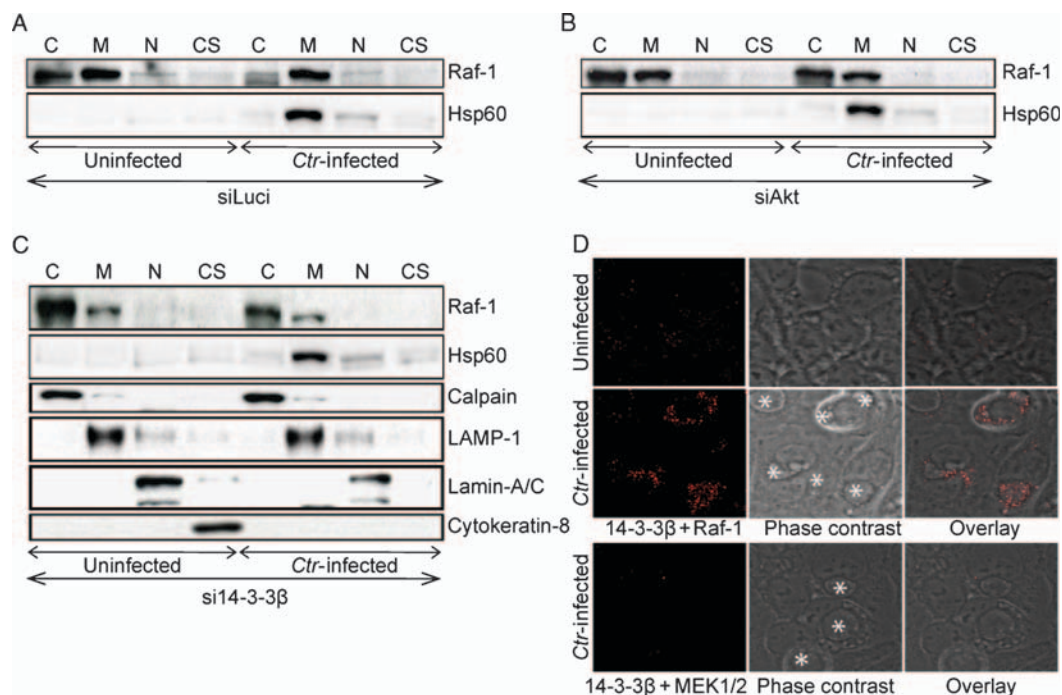 A
C M N CS C M N CS
Raf-1
Hsp60
Uninfected Ctr-infected
siLuci
B
C M N CS C M N CS
Raf-1
Hsp60
Uninfected Ctr-infected
siAkt
C
C M N CS C M N CS
Raf-1
Hsp60
Calpain
LAMP-1
Lamin-A/C
Cytokeratin-8
Uninfected Ctr-infected
si14-3-3β
D
Uninfected
Ctr-infected
* * * * * *
14-3-3β + Raf-1 Phase contrast Overlay
Ctr-infected
* * *
14-3-3β + MEK1/2 Phase contrast Overlay